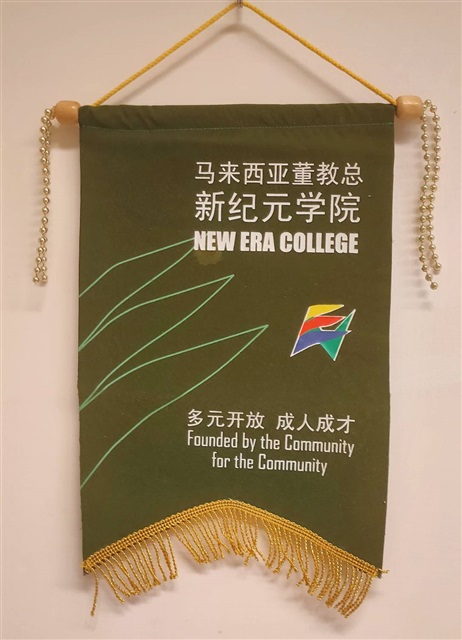 马来西亚董教总
新纪元学院
NEW ERA COLLEGE
多元开放 成人成才
Founded by the Community
for the Community